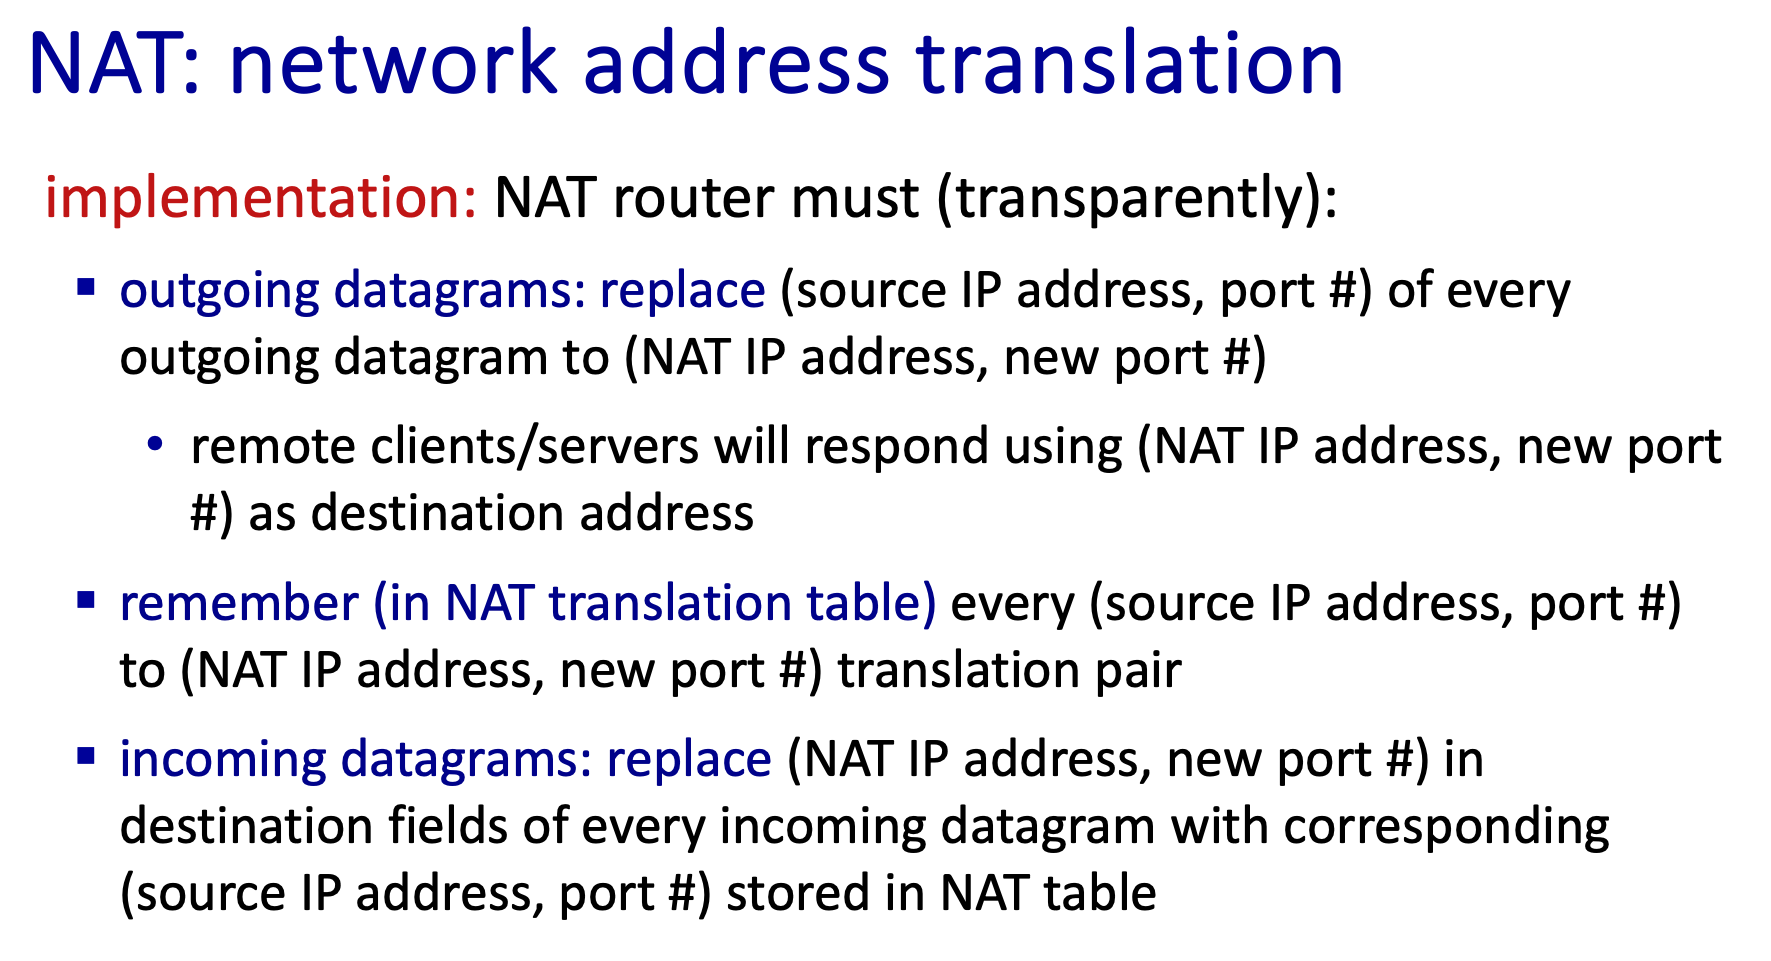 NAT: network address translation
implementation: NAT router must (transparently):
▪ outgoing datagrams: replace (source IP address, port #) of every
outgoing datagram to (NAT IP address, new port #)
• remote clients/servers will respond using (NAT IP address, new port
#) as destination address
▪ remember (in NAT translation table) every (source IP address, port #)
to (NAT IP address, new port #) translation pair
▪ incoming datagrams: replace (NAT IP address, new port #) in
destination fields of every incoming datagram with corresponding
(source IP address, port #) stored in NAT table